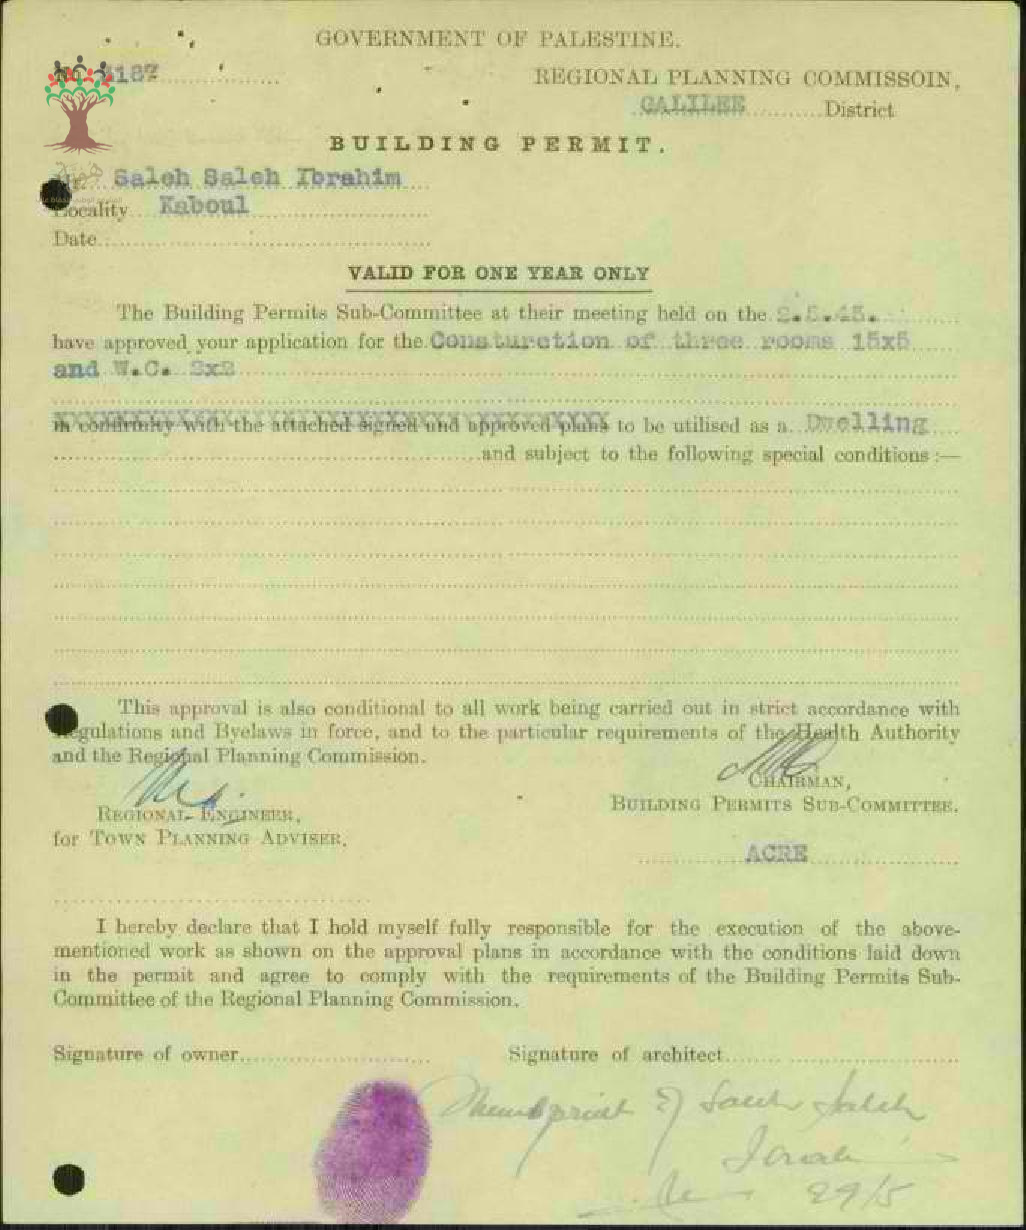 GOVERNMENT OF PALESTINE.
No. 4187
REGIONAL PLANNING COMMISSOIN,
GALILEE District
BUILDING PERMIT.
Mr. Saleh Saleh Ibrahim
Locality Kaboul
Date
VALID FOR ONE YEAR ONLY
The Building Permits Sub-Committee at their meeting held on the 2.5.45.
have approved your application for the Consturction of three rooms 15x5
and W.C. 2x2
in conformity with the attached signed and approved plans to be utilised as a Dwelling
and subject to the following special conditions :—
This approval is also conditional to all work being carried out in strict accordance with
Regulations and Byelaws in force, and to the particular requirements of the Health Authority
and the Regional Planning Commission.
CHAIRMAN,
BUILDING PERMITS SUB-COMMITTEE.
REGIONAL ENGINEER,
for TOWN PLANNING ADVISER,
ACRE
I hereby declare that I hold myself fully responsible for the execution of the above-
mentioned work as shown on the approval plans in accordance with the conditions laid down
in the permit and agree to comply with the requirements of the Building Permits Sub-
Committee of the Regional Planning Commission.
Signature of owner
Signature of architect
Thumbprint of Saleh Saleh
29/5